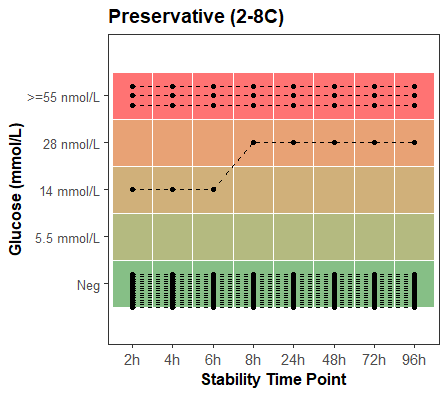 Preservative (2-8C)
Glucose (mmol/L)
>=55 nmol/L
28 nmol/L
14 mmol/L
5.5 mmol/L
Neg
2h 4h 6h 8h 24h 48h 72h 96h
Stability Time Point